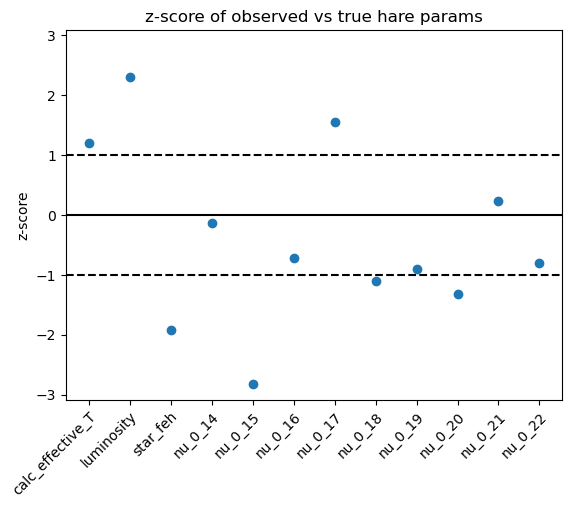 z-score of observed vs true hare params
3
2
1
0
−1
−2
−3
z-score
calc_effective_T
luminosity
star_feh
nu_0_14
nu_0_15
nu_0_16
nu_0_17
nu_0_18
nu_0_19
nu_0_20
nu_0_21
nu_0_22